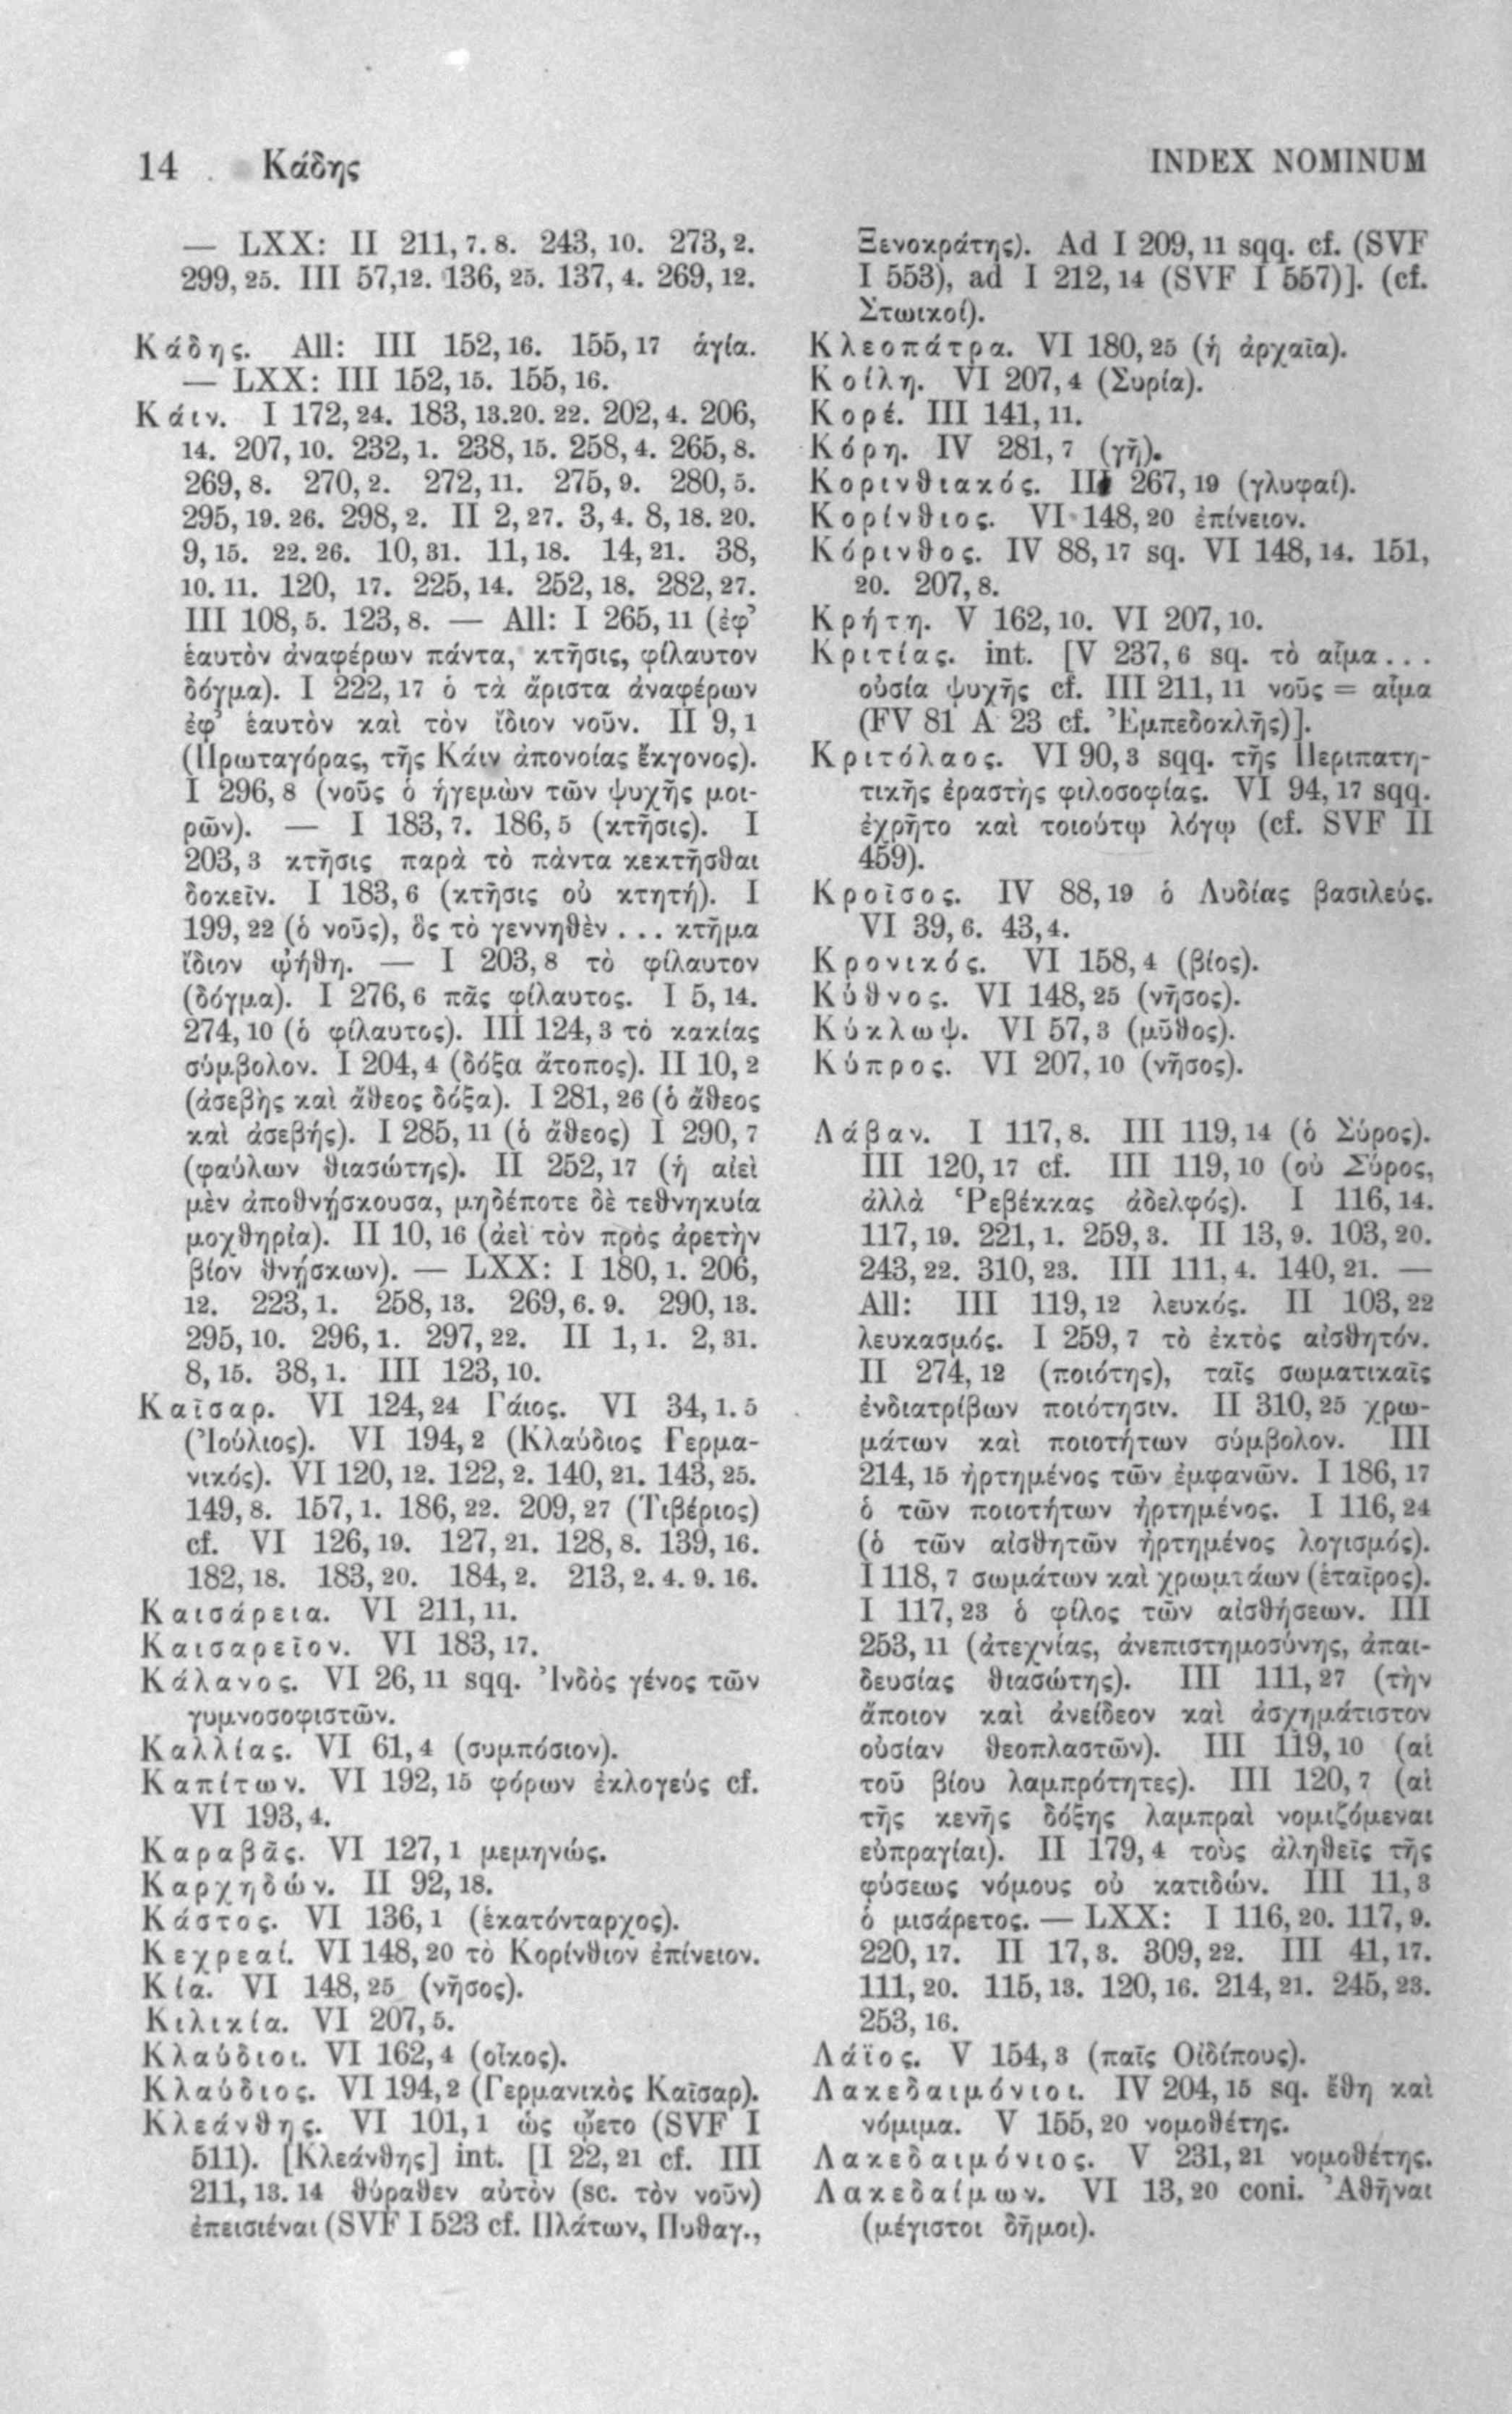 14 Κάδης INDEX NOMINUM
— LXX: II 211, 7. 8. 243, 10. 273, 2.
299, 25. III 57,12. 136, 25. 137, 4. 269, 12.
Κάδης. All: III 152, 16. 155, 17 ἁγία.
— LXX: III 152, 15. 155, 16.
Κάιν. I 172, 24. 183, 13.20. 22. 202, 4. 206,
14. 207, 10. 232, 1. 238, 15. 258, 4. 265, 8.
269, 8. 270, 2. 272, 11. 275, 9. 280, 5.
295, 19. 26. 298, 2. II 2, 27. 3, 4. 8, 18. 20.
9, 15. 22. 26. 10, 31. 11, 18. 14, 21. 38,
10. 11. 120, 17. 225, 14. 252, 18. 282, 27.
III 108, 5. 123, 8. — All: I 265, 11 (ἐφ’
ἑαυτὸν ἀναφέρων πάντα, κτῆσις, φίλαυτον
δόγμα). I 222, 17 ὁ τὰ ἄριστα ἀναφέρων
ἐφ’ ἑαυτὸν καὶ τὸν ἴδιον νοῦν. II 9, 1
(Πρωταγόρας, τῆς Κάιν ἀπονοίας ἔκγονος).
I 296, 8 (νοῦς ὁ ἡγεμὼν τῶν ψυχῆς μοι-
ρῶν). — I 183, 7. 186, 5 (κτῆσις). I
203, 3 κτῆσις παρὰ τὸ πάντα κεκτῆσθαι
δοκεῖν. I 183, 6 (κτῆσις οὐ κτητή). I
199, 22 (ὁ νοῦς), ὃς τὸ γεννηθὲν ... κτῆμα
ἴδιον ᾠήθη. — I 203, 8 τὸ φίλαυτον
(δόγμα). I 276, 6 πᾶς φίλαυτος. I 5, 14.
274, 10 (ὁ φίλαυτος). III 124, 3 τὸ κακίας
σύμβολον. I 204, 4 (δόξα ἄτοπος). II 10, 2
(ἀσεβὴς καὶ ἄθεος δόξα). I 281, 26 (ὁ ἄθεος
καὶ ἀσεβής). I 285, 11 (ὁ ἄθεος) I 290, 7
(φαύλων θιασώτης). II 252, 17 (ἡ αἰεὶ
μὲν ἀποθνῄσκουσα, μηδέποτε δὲ τεθνηκυία
μοχθηρία). II 10, 16 (ἀεὶ τὸν πρὸς ἀρετὴν
βίον θνῄσκων). — LXX: I 180, 1. 206,
12. 223, 1. 258, 13. 269, 6. 9. 290, 13.
295, 10. 296, 1. 297, 22. II 1, 1. 2, 31.
8, 15. 38, 1. III 123, 10.
Καῖσαρ. VI 124, 24 Γάιος. VI 34, 1. 5
(Ἰούλιος). VI 194, 2 (Κλαύδιος Γερμα-
νικός). VI 120, 12. 122, 2. 140, 21. 143, 25.
149, 8. 157, 1. 186, 22. 209, 27 (Τιβέριος)
cf. VI 126, 19. 127, 21. 128, 8. 139, 16.
182, 18. 183, 20. 184, 2. 213, 2. 4. 9. 16.
Καισάρεια. VI 211, 11.
Καισαρεῖον. VI 183, 17.
Κάλανος. VI 26, 11 sqq. Ἰνδὸς γένος τῶν
γυμνοσοφιστῶν.
Καλλίας. VI 61, 4 (συμπόσιον).
Καπίτων. VI 192, 15 φόρων ἐκλογεύς cf.
VI 193, 4.
Καραβᾶς. VI 127, 1 μεμηνώς.
Καρχηδών. II 92, 18.
Κάστος. VI 136, 1 (ἑκατόνταρχος).
Κεχρεαί. VI 148, 20 τὸ Κορίνθιον ἐπίνειον.
Κία. VI 148, 25 (νῆσος).
Κιλικία. VI 207, 5.
Κλαύδιοι. VI 162, 4 (οἶκος).
Κλαύδιος. VI 194, 2 (Γερμανικὸς Καῖσαρ).
Κλεάνθης. VI 101, 1 ὡς ᾤετο (SVF I
511). [Κλεάνθης] int. [I 22, 21 cf. III
211, 13. 14 θύραθεν αὐτὸν (sc. τὸν νοῦν)
ἐπεισιέναι (SVF I 523 cf. Πλάτων, Πυθαγ.,
Ξενοκράτης). Ad I 209, 11 sqq. cf. (SVF
I 553), ad I 212, 14 (SVF I 557)]. (cf.
Στωικοί).
Κλεοπάτρα. VI 180, 25 (ἡ ἀρχαῖα).
Κοίλη. VI 207, 4 (Συρία).
Κορέ. III 141, 11.
Κόρη. IV 281, 7 (γῆ).
Κορινθιακός. III 267, 19 (γλυφαί).
Κορίνθιος. VI 148, 20 ἐπίνειον.
Κόρινθος. IV 88, 17 sq. VI 148, 14. 151,
20. 207, 8.
Κρήτη. V 162, 10. VI 207, 10.
Κριτίας. int. [V 237, 6 sq. τὸ αἷμα...
οὐσία ψυχῆς cf. III 211, 11 νοῦς = αἷμα
(FV 81 A 23 cf. Ἐμπεδοκλῆς)].
Κριτόλαος. VI 90, 3 sqq. τῆς Περιπατη-
τικῆς ἐραστὴς φιλοσοφίας. VI 94, 17 sqq.
ἐχρῆτο καὶ τοιούτῳ λόγῳ (cf. SVF II
459).
Κροῖσος. IV 88, 19 ὁ Λυδίας βασιλεύς.
VI 39, 6. 43, 4.
Κρονικός. VI 158, 4 (βίος).
Κύθνος. VI 148, 25 (νῆσος).
Κύκλωψ. VI 57, 3 (μῦθος).
Κύπρος. VI 207, 10 (νῆσος).
Λάβαν. I 117, 8. III 119, 14 (ὁ Σύρος).
III 120, 17 cf. III 119, 10 (οὐ Σύρος,
ἀλλὰ Ῥεβέκκας ἀδελφός). I 116, 14.
117, 19. 221, 1. 259, 3. II 13, 9. 103, 20.
243, 22. 310, 23. III 111, 4. 140, 21. —
All: III 119, 12 λευκός. II 103, 22
λευκασμός. I 259, 7 τὸ ἐκτὸς αἰσθητόν.
II 274, 12 (ποιότης), ταῖς σωματικαῖς
ἐνδιατρίβων ποιότησιν. II 310, 25 χρω-
μάτων καὶ ποιοτήτων σύμβολον. III
214, 15 ἠρτημένος τῶν ἐμφανῶν. I 186, 17
ὁ τῶν ποιοτήτων ἠρτημένος. I 116, 24
(ὁ τῶν αἰσθητῶν ἠρτημένος λογισμός).
I 118, 7 σωμάτων καὶ χρωμτάων (ἑταῖρος).
I 117, 23 ὁ φίλος τῶν αἰσθήσεων. III
253, 11 (ἀτεχνίας, ἀνεπιστημοσύνης, ἀπαι-
δευσίας θιασώτης). III 111, 27 (τὴν
ἄποιον καὶ ἀνείδεον καὶ ἀσχημάτιστον
οὐσίαν θεοπλαστῶν). III 119, 10 (αἱ
τοῦ βίου λαμπρότητες). III 120, 7 (αἱ
τῆς κενῆς δόξης λαμπραὶ νομιζόμεναι
εὐπραγίαι). II 179, 4 τοὺς ἀληθεῖς τῆς
φύσεως νόμους οὐ κατιδών. III 11, 3
ὁ μισάρετος. — LXX: I 116, 20. 117, 9.
220, 17. II 17, 3. 309, 22. III 41, 17.
111, 20. 115, 13. 120, 16. 214, 21. 245, 23.
253, 16.
Λάϊος. V 154, 3 (παῖς Οἰδίπους).
Λακεδαιμόνιοι. IV 204, 15 sq. ἔθη καὶ
νόμιμα. V 155, 20 νομοθέτης.
Λακεδαιμόνιος. V 231, 21 νομοθέτης.
Λακεδαίμων. VI 13, 20 coni. Ἀθῆναι
(μέγιστοι δῆμοι).